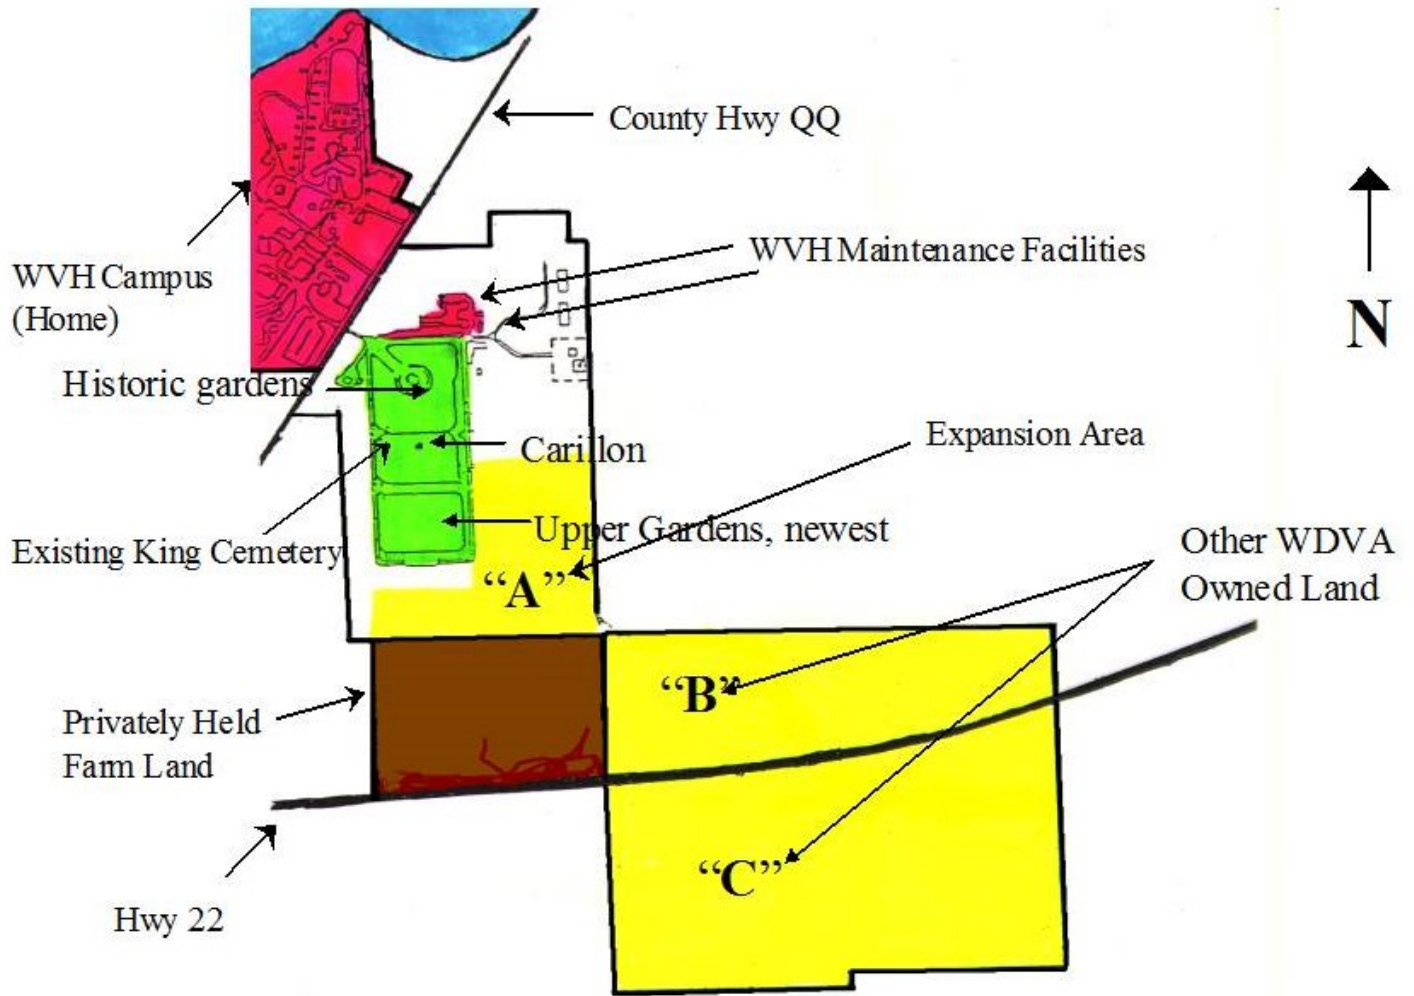 County Hwy QQ
WVH Maintenance Facilities
WVH Campus
(Home)
N
Historic gardens
Carillon
Expansion Area
Existing King Cemetery
Upper Gardens, newest
Other WDVA
Owned Land
“A”
“B”
Privately Held
Farm Land
“C”
Hwy 22